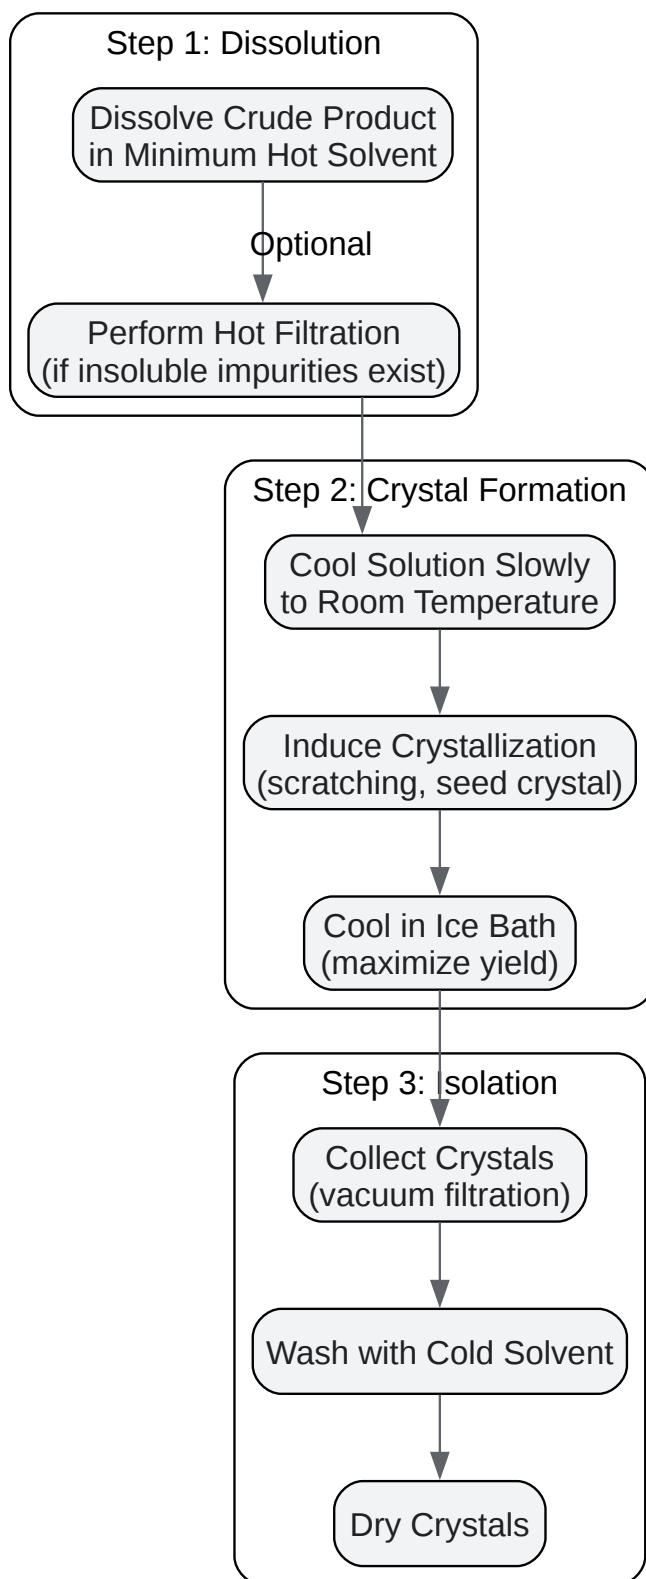 Step 1: Dissolution
Dissolve Crude Product
in Minimum Hot Solvent
Optional
Perform Hot Filtration
(if insoluble impurities exist)
Step 2: Crystal Formation
Cool Solution Slowly
to Room Temperature
Induce Crystallization
(scratching, seed crystal)
Cool in Ice Bath
(maximize yield)
Step 3: Isolation
Collect Crystals
(vacuum filtration)
Wash with Cold Solvent
Dry Crystals